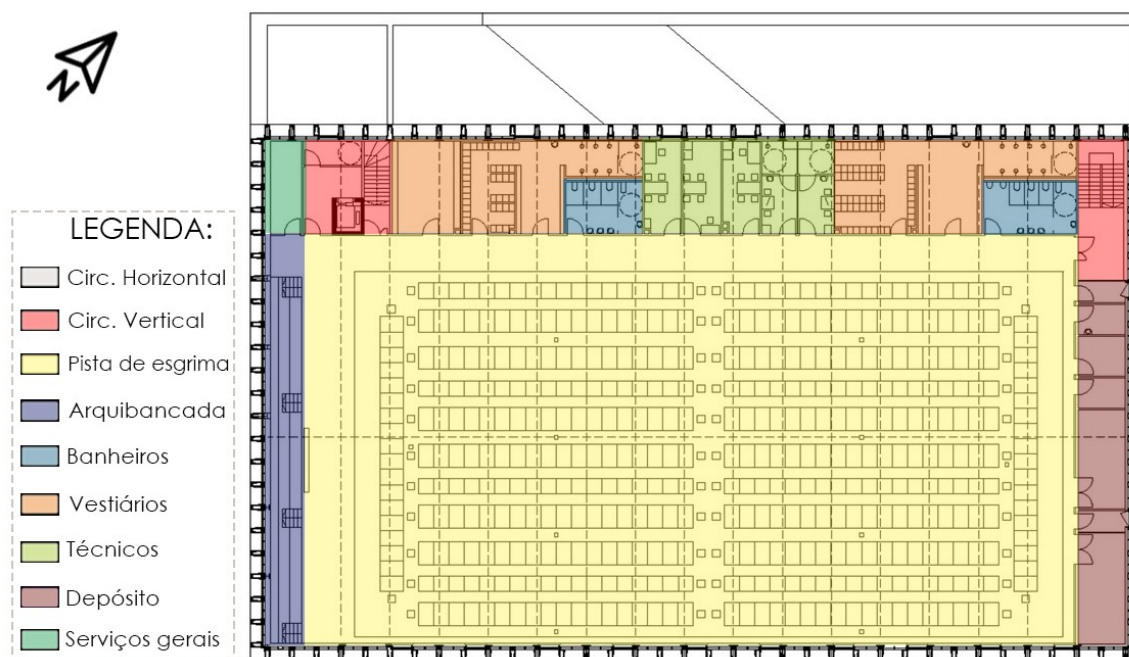 N
LEGENDA:
Circ. Horizontal
Circ. Vertical
Pista de esgrima
Arquibancada
Banheiros
Vestiários
Técnicos
Depósito
Serviços gerais